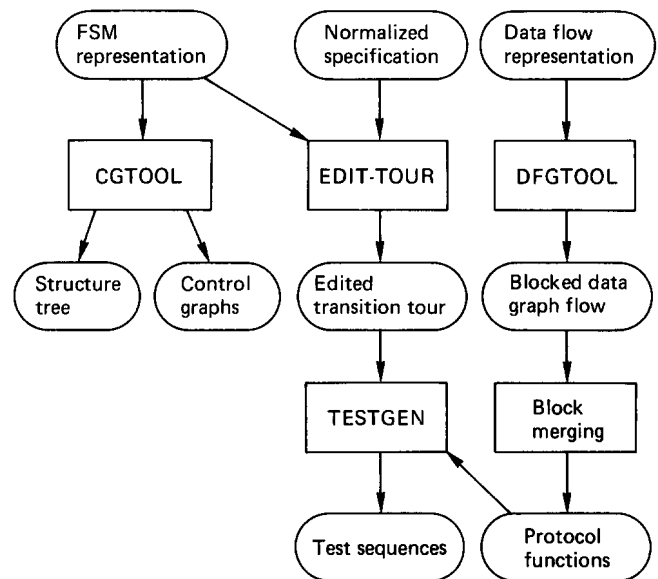 FSM
representation
Normalized
specification
Data flow
representation
CGTOOL
EDIT-TOUR
DFGTOOL
Structure
tree
Control
graphs
Edited
transition tour
Blocked data
graph flow
TESTGEN
Block
merging
Test sequences
Protocol
functions